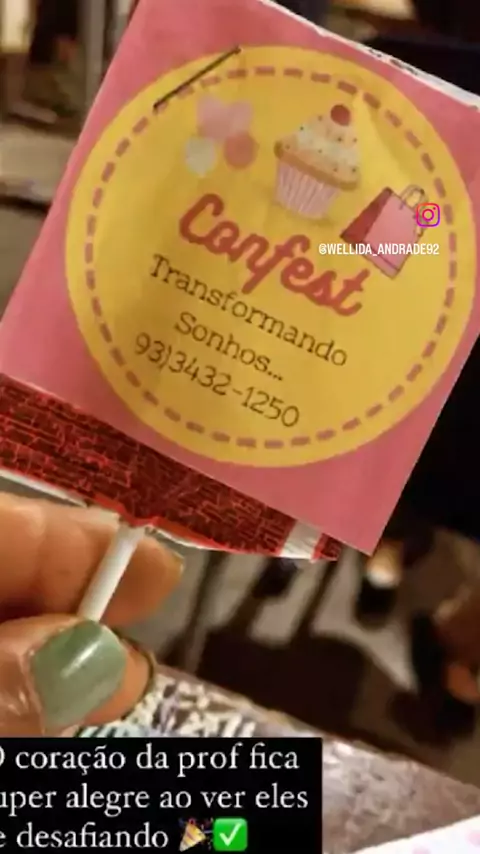 @WELLIDA_ANDRADE92
Confest
Transformando
Sonhos...
93)3432-1250
coração da prof fica
uper alegre ao ver eles
e desafiando 🎉✅